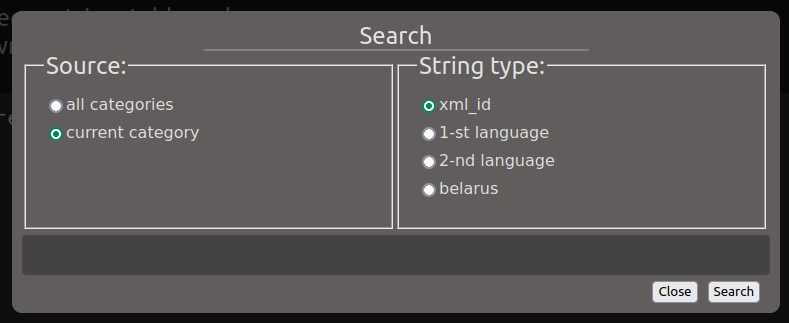 Search
Source:
all categories
current category
String type:
xml_id
1-st language
2-nd language
belarus
Close
Search